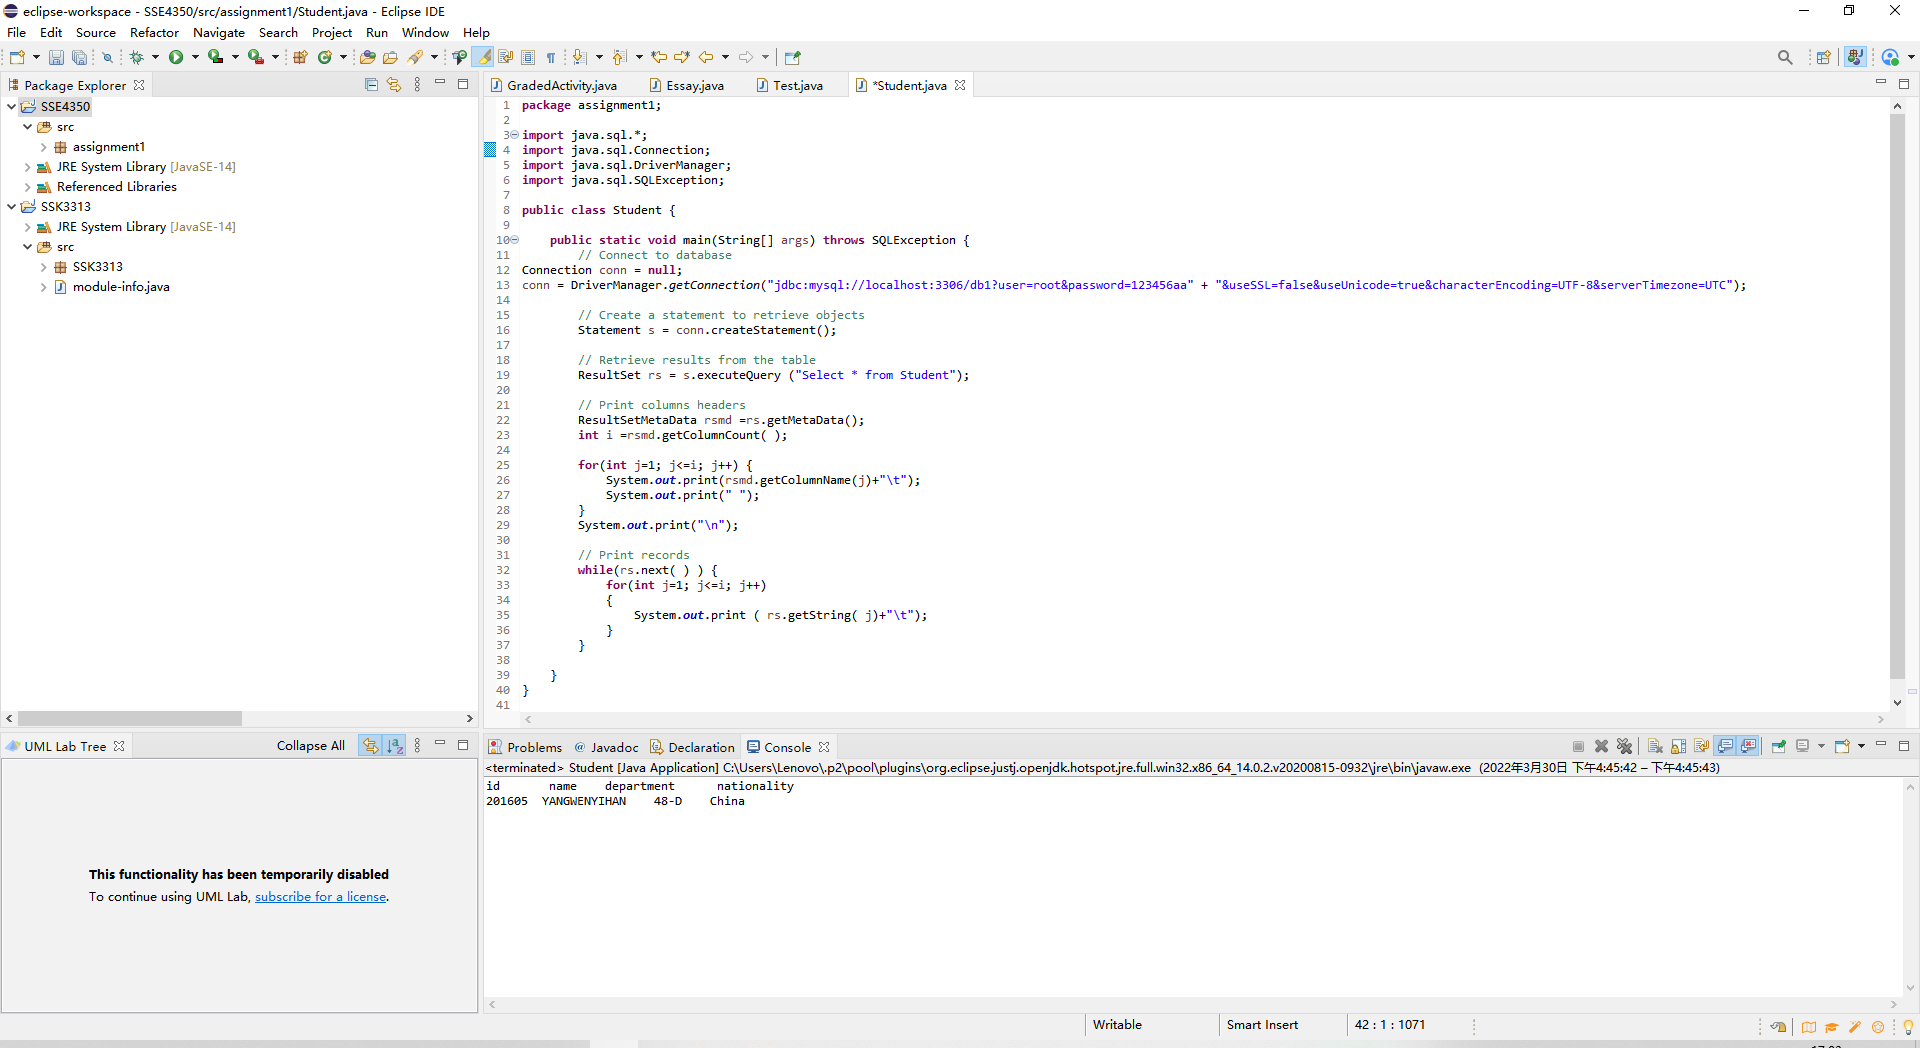 eclipse-workspace - SSE4350/src/assignment1/Student.java - Eclipse IDE
File Edit Source Refactor Navigate Search Project Run Window Help
Package Explorer
SSE4350
src
assignment1
JRE System Library [JavaSE-14]
Referenced Libraries
SSK3313
JRE System Library [JavaSE-14]
src
SSK3313
module-info.java
GradedActivity.java Essay.java Test.java *Student.java
1 package assignment1;
2
3 import java.sql.*;
4 import java.sql.Connection;
5 import java.sql.DriverManager;
6 import java.sql.SQLException;
7
8 public class Student {
9
10 public static void main(String[] args) throws SQLException {
11 // Connect to database
12 Connection conn = null;
13 conn = DriverManager.getConnection("jdbc:mysql://localhost:3306/db1?user=root&password=123456aa" + "&useSSL=false&useUnicode=true&characterEncoding=UTF-8&serverTimezone=UTC");
14
15 // Create a statement to retrieve objects
16 Statement s = conn.createStatement();
17
18 // Retrieve results from the table
19 ResultSet rs = s.executeQuery ("Select * from Student");
20
21 // Print columns headers
22 ResultSetMetaData rsmd =rs.getMetaData();
23 int i =rsmd.getColumnCount( );
24
25 for(int j=1; j<=i; j++) {
26 System.out.print(rsmd.getColumnName(j)+"\t");
27 System.out.print(" ");
28 }
29 System.out.print("\n");
30
31 // Print records
32 while(rs.next( ) ) {
33 for(int j=1; j<=i; j++)
34 {
35 System.out.print ( rs.getString( j)+"\t");
36 }
37 }
38
39 }
40 }
41
UML Lab Tree Collapse All
This functionality has been temporarily disabled
To continue using UML Lab, subscribe for a license.
Problems @ Javadoc Declaration Console
<terminated> Student [Java Application] C:\Users\Lenovo\.p2\pool\plugins\org.eclipse.justj.openjdk.hotspot.jre.full.win32.x86_64_14.0.2.v20200815-0932\jre\bin\javaw.exe (2022年3月30日 下午4:45:42 – 下午4:45:43)
id name department nationality
201605 YANGWENYIHAN 48-D China
Writable Smart Insert 42 : 1 : 1071